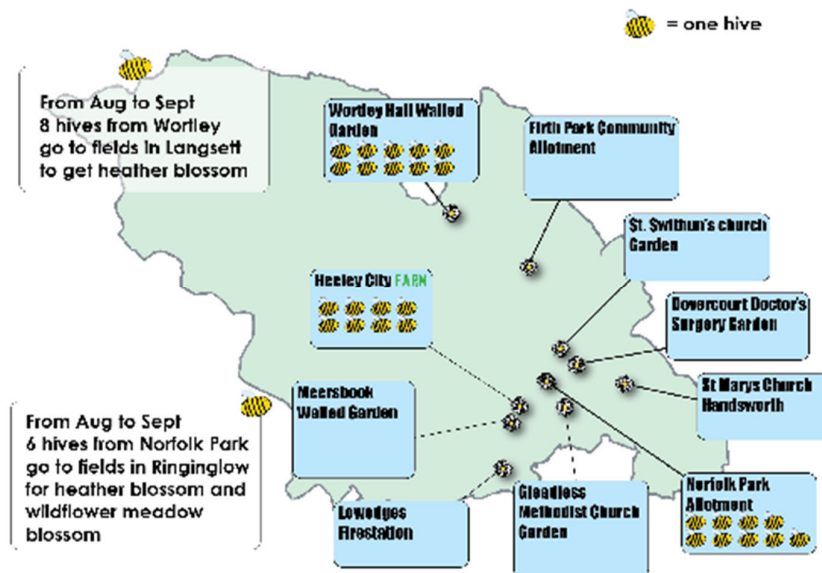 = one hive
From Aug to Sept
8 hives from Wortley
go to fields in Langsett
to get heather blossom
Wortley Hall Walled
Garden
Firth Park Community
Allotment
St. Swithun's church
Garden
Heeley City FARM
Dovercourt Doctor's
Surgery Garden
Meersbook
Walled Garden
St Marys Church
Handsworth
From Aug to Sept
6 hives from Norfolk Park
go to fields in Ringinglow
for heather blossom and
wildflower meadow
blossom
Lowedges
Firestation
Gleadless
Methodist Church
Garden
Norfolk Park
Allotment